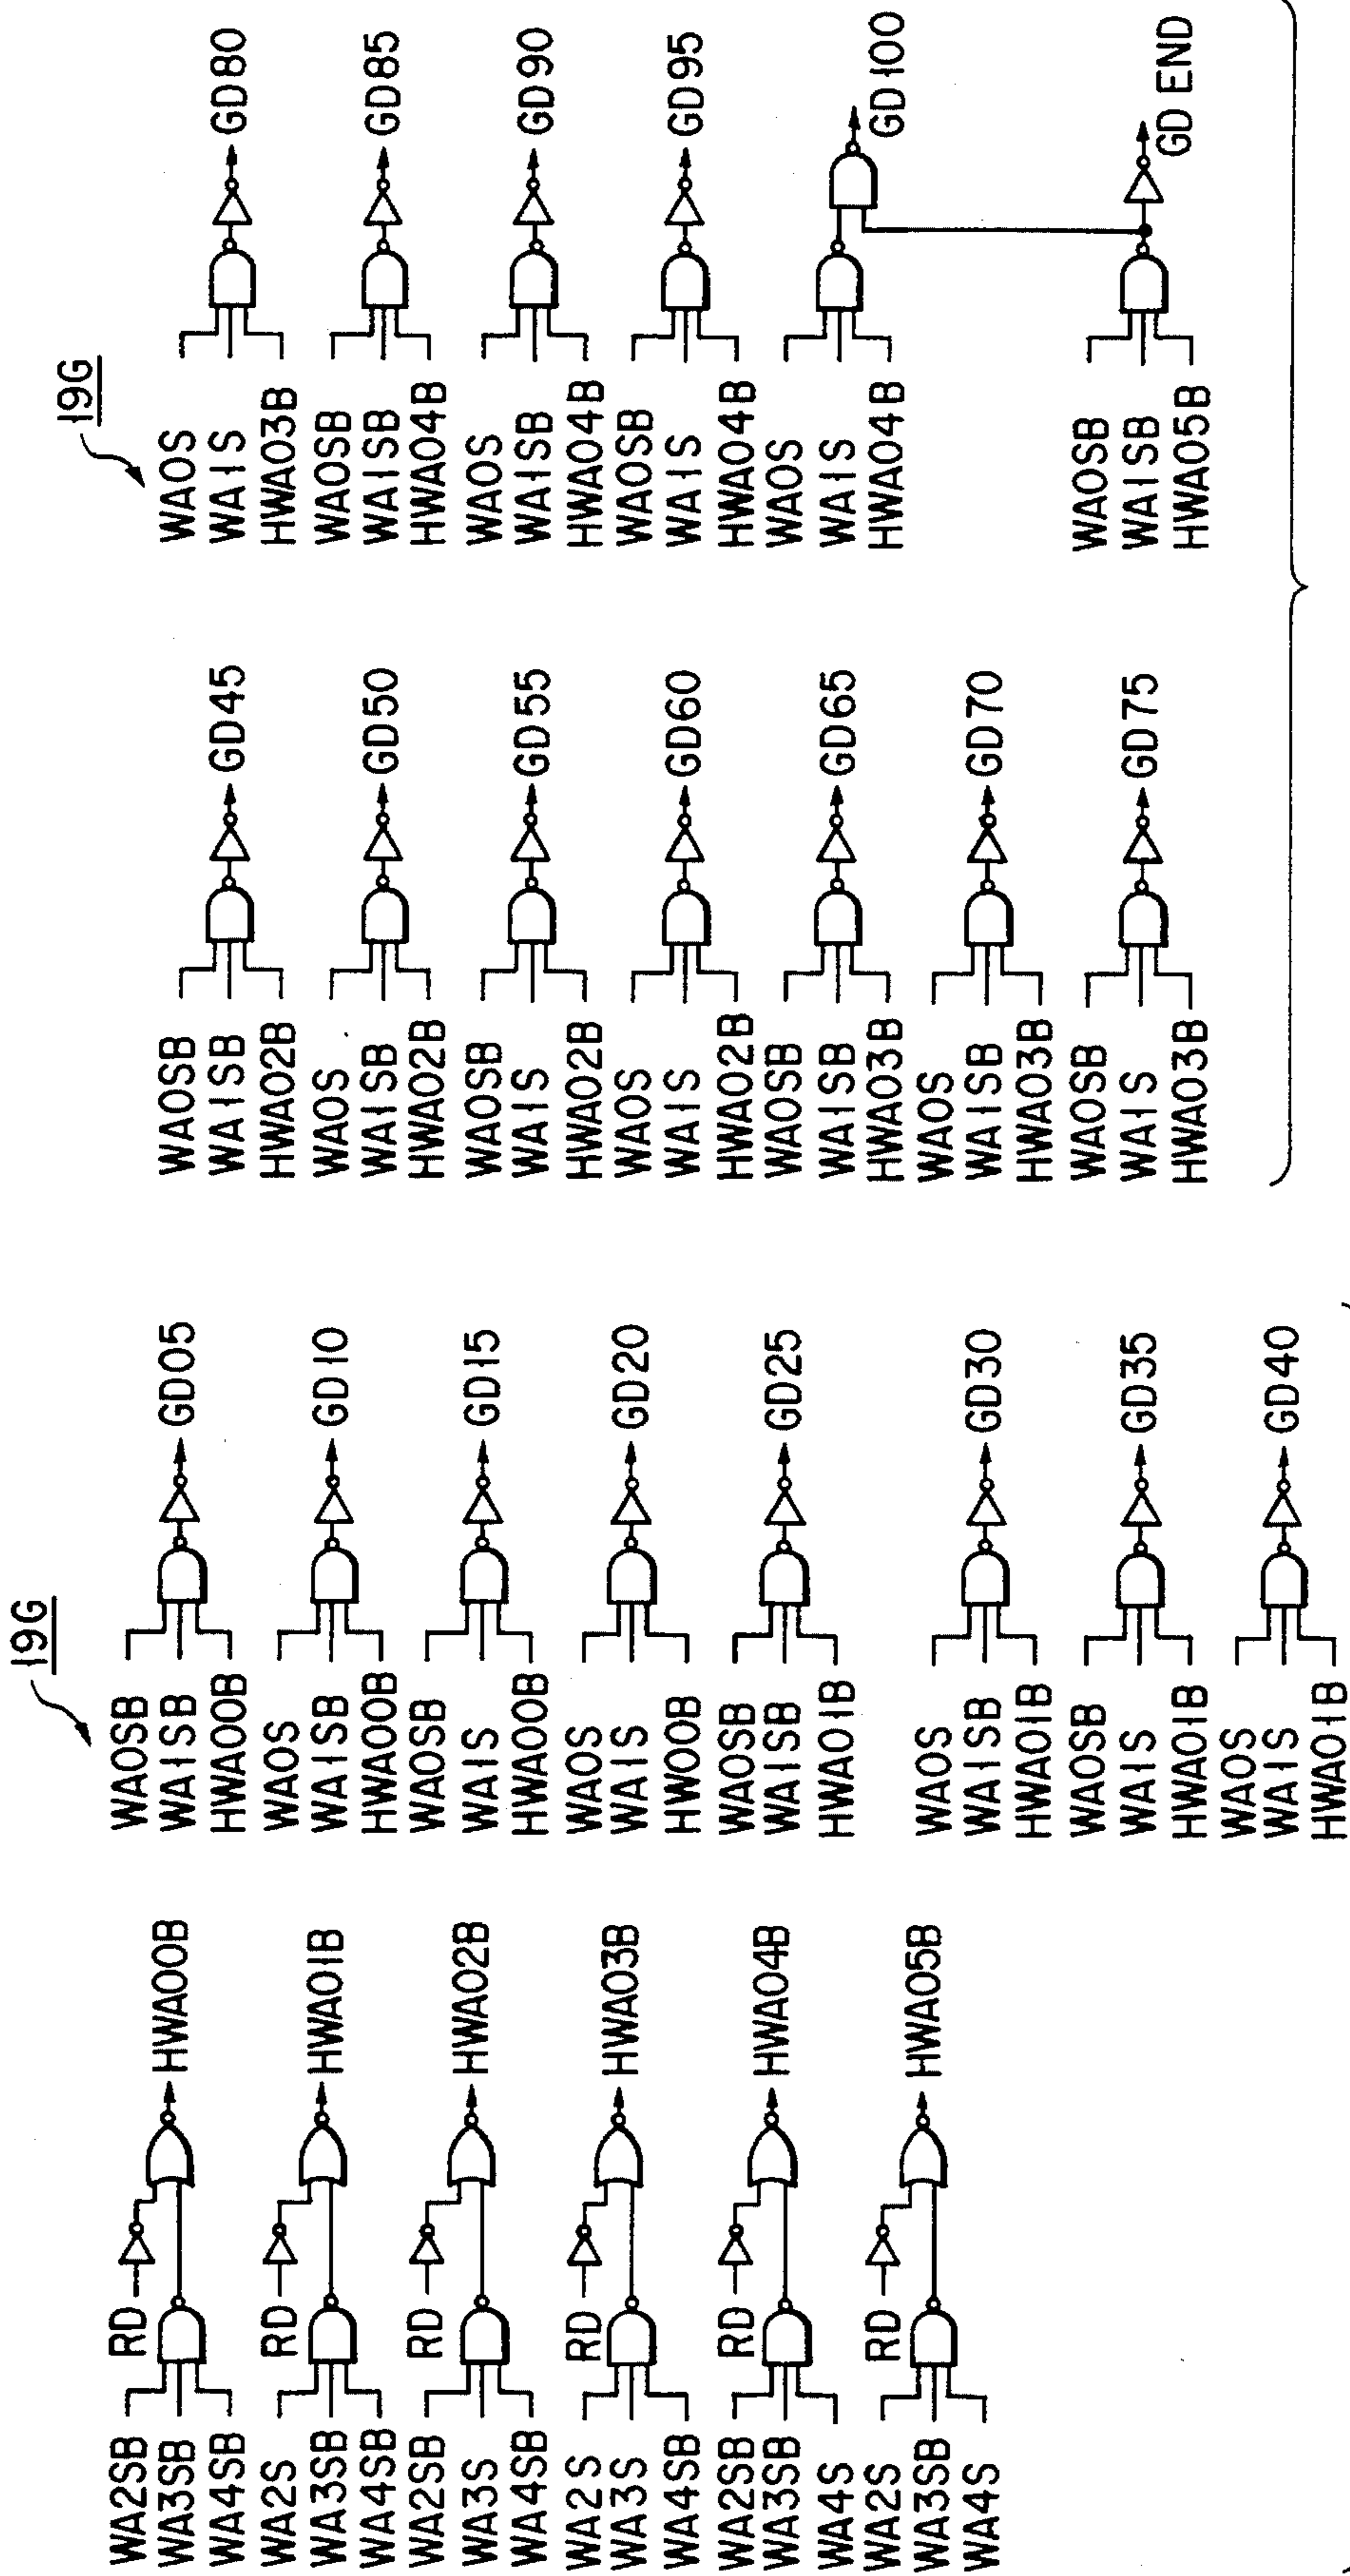 19G
WA2SB
WA3SB
WA4SB
RD
HWA00B
WA2S
WA3SB
WA4SB
RD
HWA01B
WA2SB
WA3S
WA4SB
RD
HWA02B
WA2S
WA3S
WA4SB
RD
HWA03B
WA2SB
WA3SB
WA4S
RD
HWA04B
WA2S
WA3SB
WA4S
RD
HWA05B
WA0SB
WA1SB
HWA00B
GD05
WA0S
WA1SB
HWA00B
GD10
WA0SB
WA1S
HWA00B
GD15
WA0S
WA1S
HW00B
GD20
WA0SB
WA1SB
HWA01B
GD25
WA0S
WA1SB
HWA01B
GD30
WA0SB
WA1S
HWA01B
GD35
WA0S
WA1S
HWA01B
GD40
19G
WA0SB
WA1SB
HWA02B
GD45
WA0S
WA1SB
HWA02B
GD50
WA0SB
WA1S
HWA02B
GD55
WA0S
WA1S
HWA02B
GD60
WA0SB
WA1SB
HWA03B
GD65
WA0S
WA1SB
HWA03B
GD70
WA0SB
WA1S
HWA03B
GD75
WA0S
WA1S
HWA03B
GD80
WA0SB
WA1SB
HWA04B
GD85
WA0S
WA1SB
HWA04B
GD90
WA0SB
WA1S
HWA04B
GD95
WA0S
WA1S
HWA04B
GD100
WA0SB
WA1SB
HWA05B
GD END